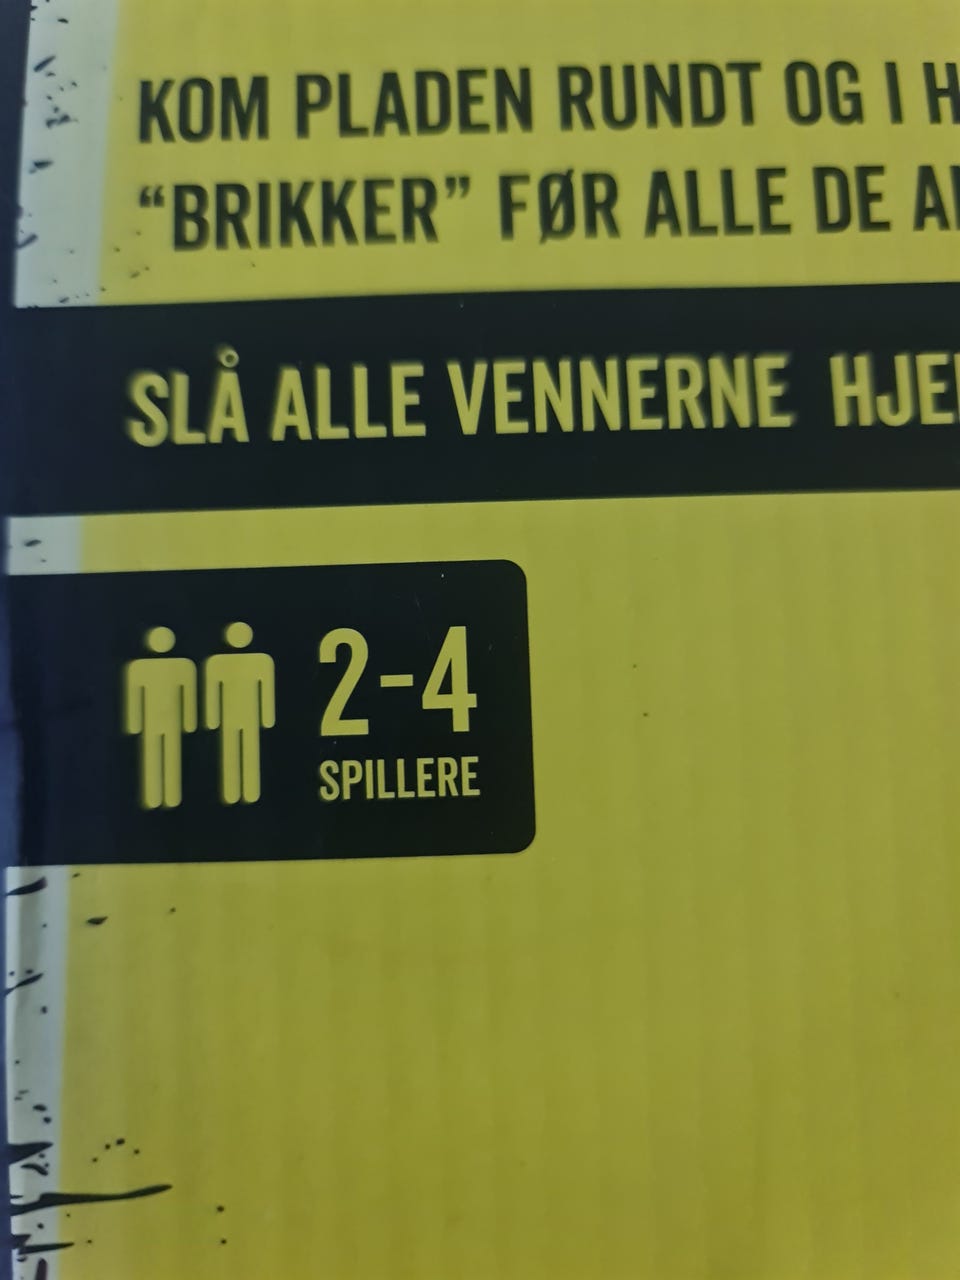 KOM PLADEN RUNDT OG I
"BRIKKER" FØR ALLE DE
SLÅ ALLE VENNERNE
2-4
SPILLERE